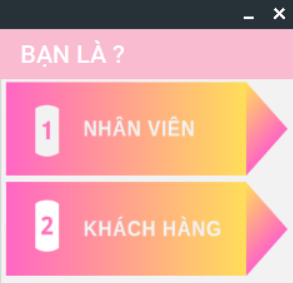 BẠN LÀ ?
1 NHÂN VIÊN
2 KHÁCH HÀNG